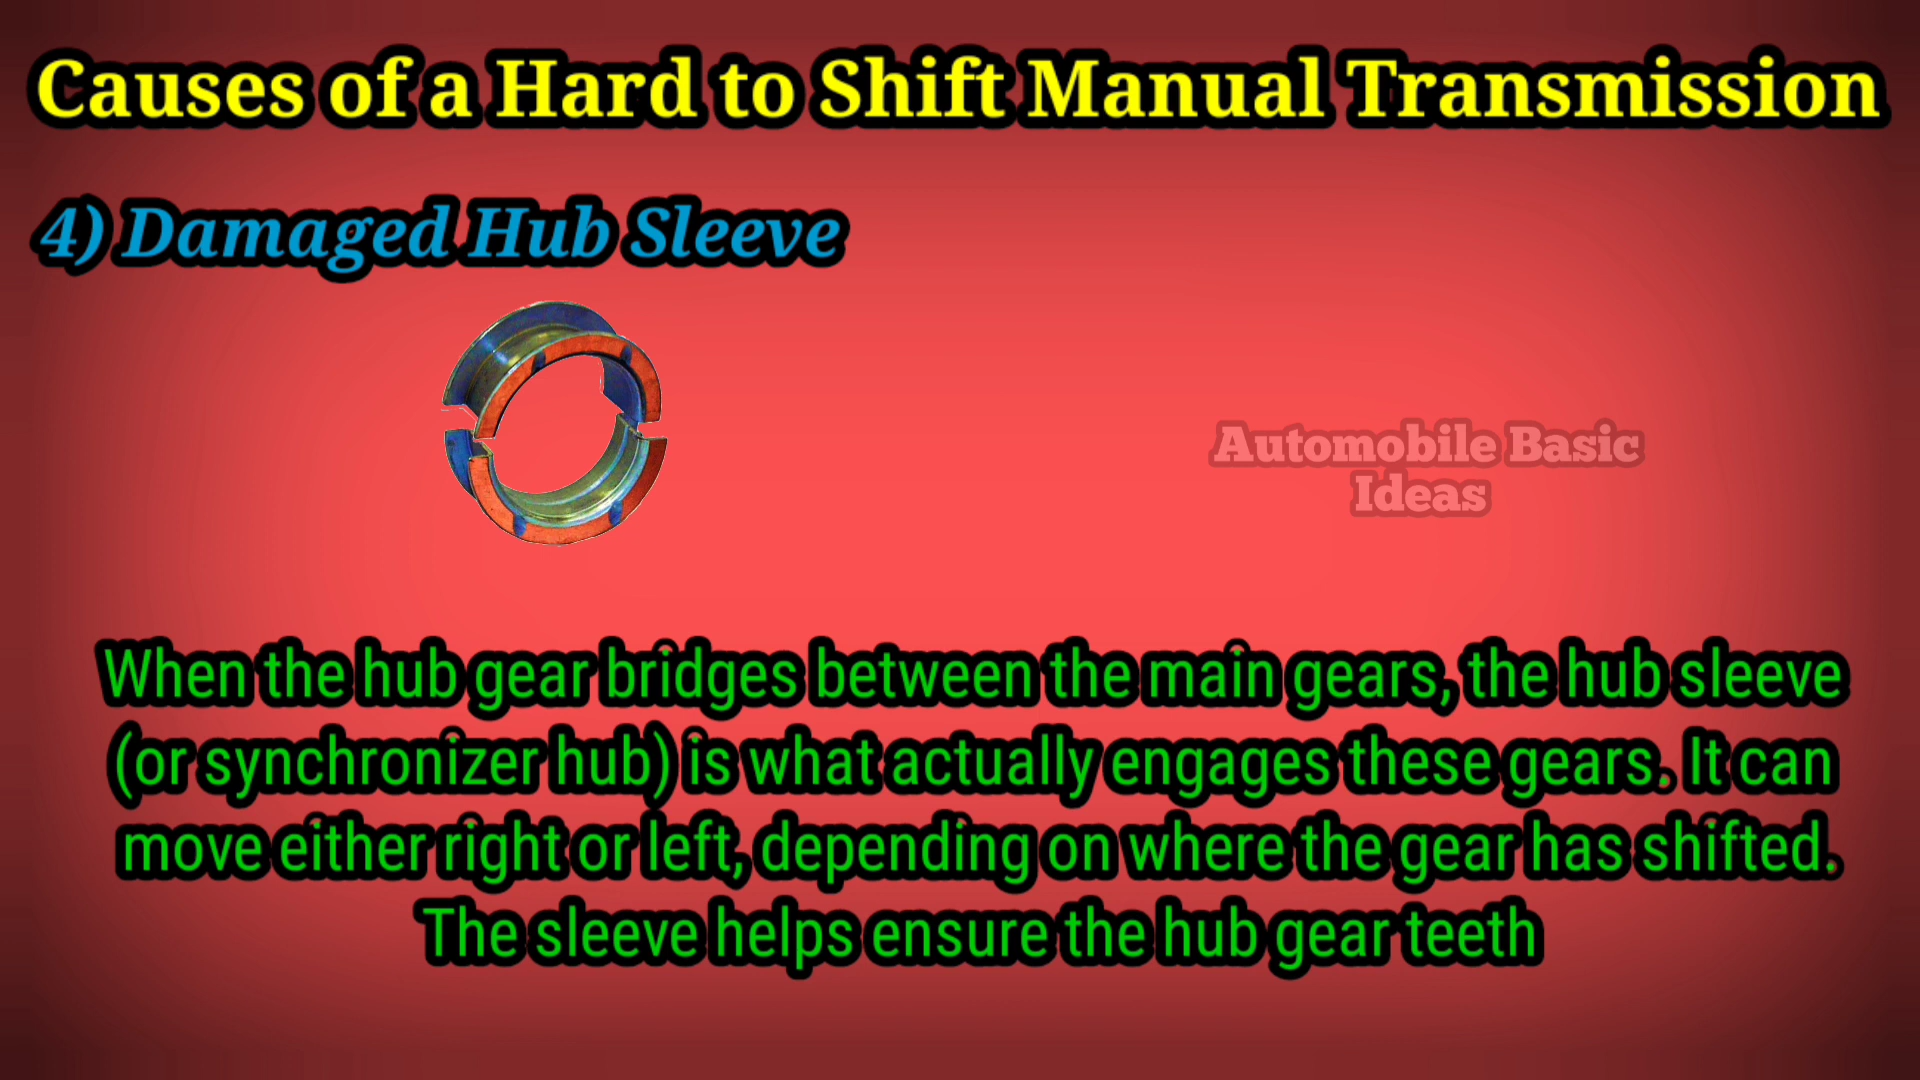 Causes of a Hard to Shift Manual Transmission
4) Damaged Hub Sleeve
Automobile Basic
Ideas
When the hub gear bridges between the main gears, the hub sleeve
(or synchronizer hub) is what actually engages these gears. It can
move either right or left, depending on where the gear has shifted.
The sleeve helps ensure the hub gear teeth